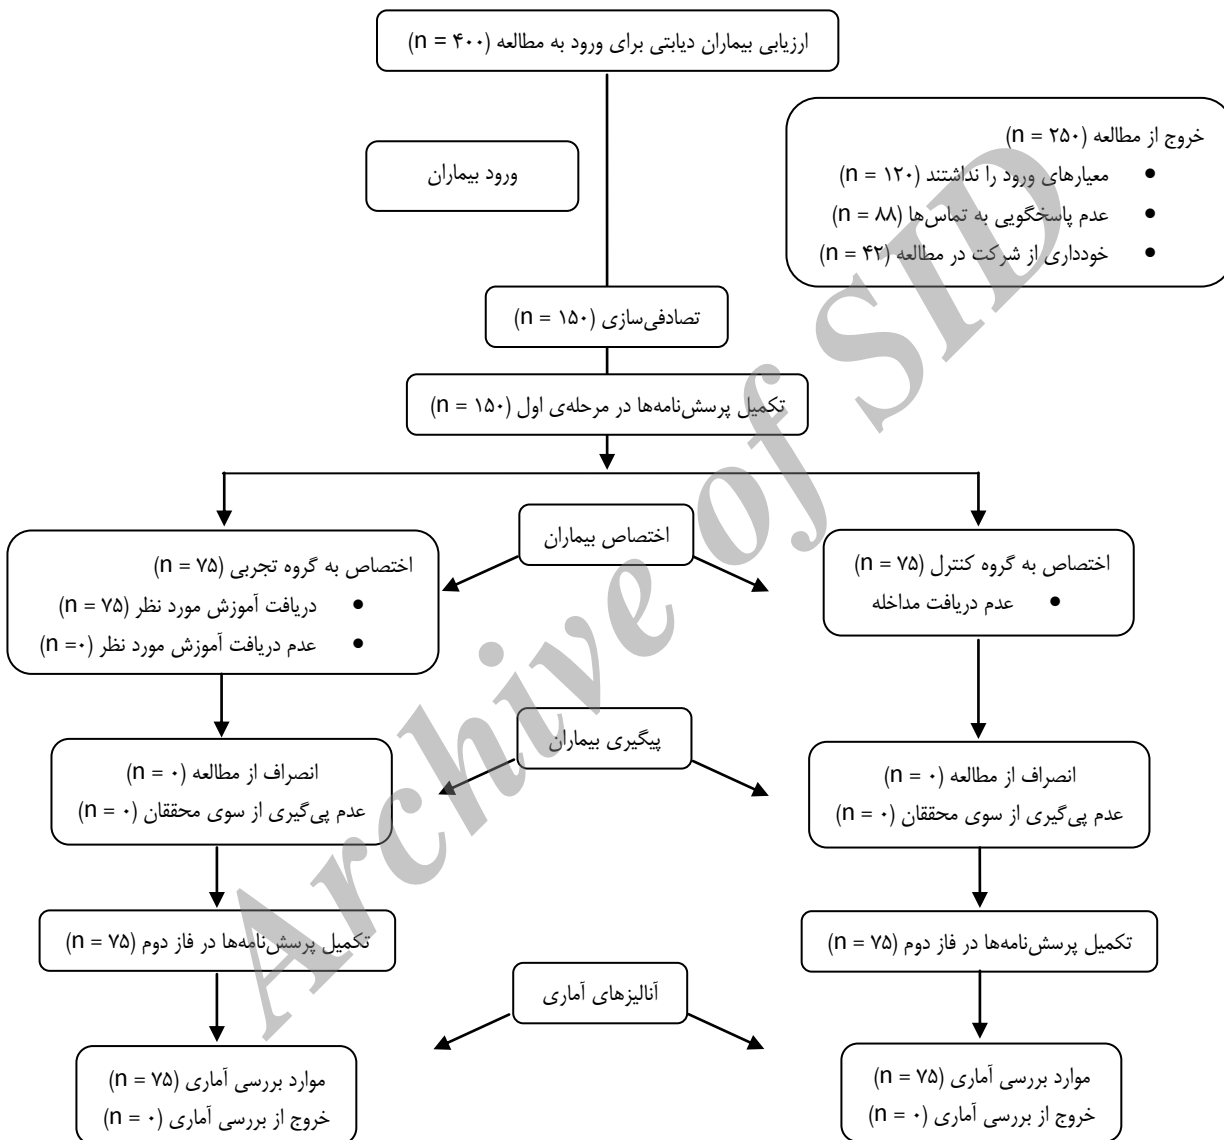 ارزیابی بیماران دیابتی برای ورود به مطالعه (n = ۴۰۰)
ورود بیماران
خروج از مطالعه (n = ۲۵۰)
• معیارهای ورود را نداشتند (n = ۱۲۰)
• عدم پاسخگویی به تماس‌ها (n = ۸۸)
• خودداری از شرکت در مطالعه (n = ۴۲)
تصادفی‌سازی (n = ۱۵۰)
تکمیل پرسش‌نامه‌ها در مرحله‌ی اول (n = ۱۵۰)
اختصاص بیماران
اختصاص به گروه کنترل (n = ۷۵)
• عدم دریافت مداخله
اختصاص به گروه تجربی (n = ۷۵)
• دریافت آموزش مورد نظر (n = ۷۵)
• عدم دریافت آموزش مورد نظر (n =۰)
پیگیری بیماران
انصراف از مطالعه (n = ۰)
عدم پی‌گیری از سوی محققان (n = ۰)
انصراف از مطالعه (n = ۰)
عدم پی‌گیری از سوی محققان (n = ۰)
تکمیل پرسش‌نامه‌ها در فاز دوم (n = ۷۵)
تکمیل پرسش‌نامه‌ها در فاز دوم (n = ۷۵)
آنالیزهای آماری
موارد بررسی آماری (n = ۷۵)
خروج از بررسی آماری (n = ۰)
موارد بررسی آماری (n = ۷۵)
خروج از بررسی آماری (n = ۰)
Archive of SID